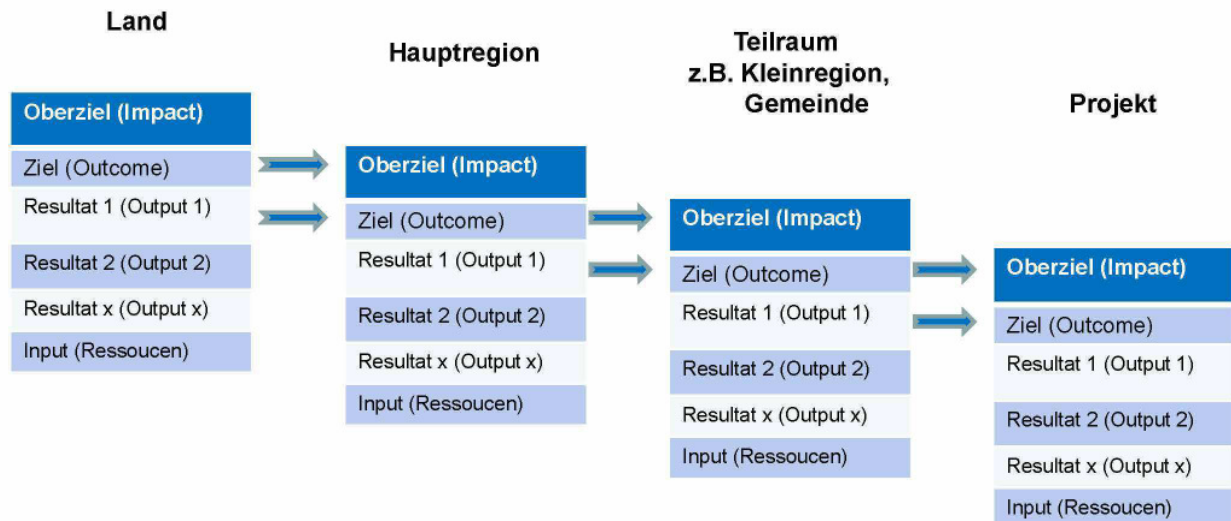 Land
Oberziel (Impact)
Ziel (Outcome)
Resultat 1 (Output 1)
Resultat 2 (Output 2)
Resultat x (Output x)
Input (Ressoucen)
Hauptregion
Oberziel (Impact)
Ziel (Outcome)
Resultat 1 (Output 1)
Resultat 2 (Output 2)
Resultat x (Output x)
Input (Ressoucen)
Teilraum
z.B. Kleinregion,
Gemeinde
Oberziel (Impact)
Ziel (Outcome)
Resultat 1 (Output 1)
Resultat 2 (Output 2)
Resultat x (Output x)
Input (Ressoucen)
Projekt
Oberziel (Impact)
Ziel (Outcome)
Resultat 1 (Output 1)
Resultat 2 (Output 2)
Resultat x (Output x)
Input (Ressoucen)